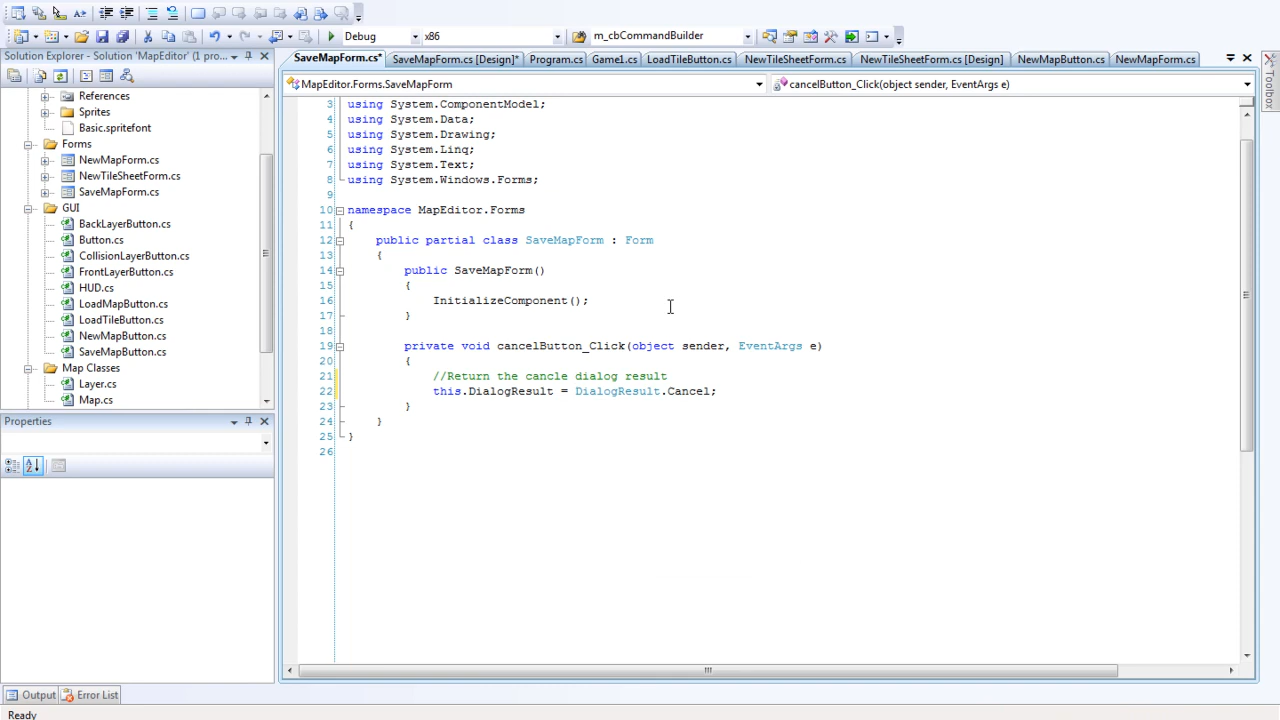 Debug
x86
m_cbCommandBuilder
Solution Explorer - Solution 'MapEditor' (1 pro...
SaveMapForm.cs*
SaveMapForm.cs [Design]*
Program.cs
Game1.cs
LoadTileButton.cs
NewTileSheetForm.cs
NewTileSheetForm.cs [Design]
NewMapButton.cs
NewMapForm.cs
Toolbox
MapEditor.Forms.SaveMapForm
cancelButton_Click(object sender, EventArgs e)
References
Sprites
Basic.spritefont
Forms
NewMapForm.cs
NewTileSheetForm.cs
SaveMapForm.cs
GUI
BackLayerButton.cs
Button.cs
CollisionLayerButton.cs
FrontLayerButton.cs
HUD.cs
LoadMapButton.cs
LoadTileButton.cs
NewMapButton.cs
SaveMapButton.cs
Map Classes
Layer.cs
Map.cs
Properties
3 using System.ComponentModel;
4 using System.Data;
5 using System.Drawing;
6 using System.Linq;
7 using System.Text;
8 using System.Windows.Forms;
9
10 namespace MapEditor.Forms
11 {
12 public partial class SaveMapForm : Form
13 {
14 public SaveMapForm()
15 {
16 InitializeComponent();
17 }
18
19 private void cancelButton_Click(object sender, EventArgs e)
20 {
21 //Return the cancle dialog result
22 this.DialogResult = DialogResult.Cancel;
23 }
24 }
25 }
26
Output
Error List
Ready